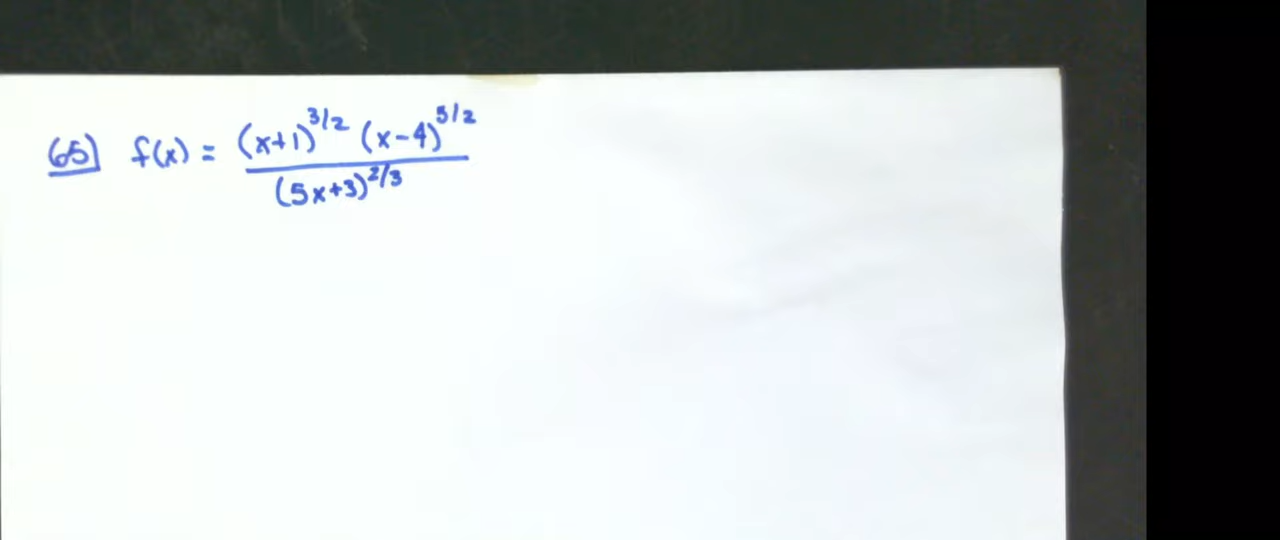 65) f(x) = (x+1)^{3/2} (x-4)^{5/2}
(5x+3)^{2/3}